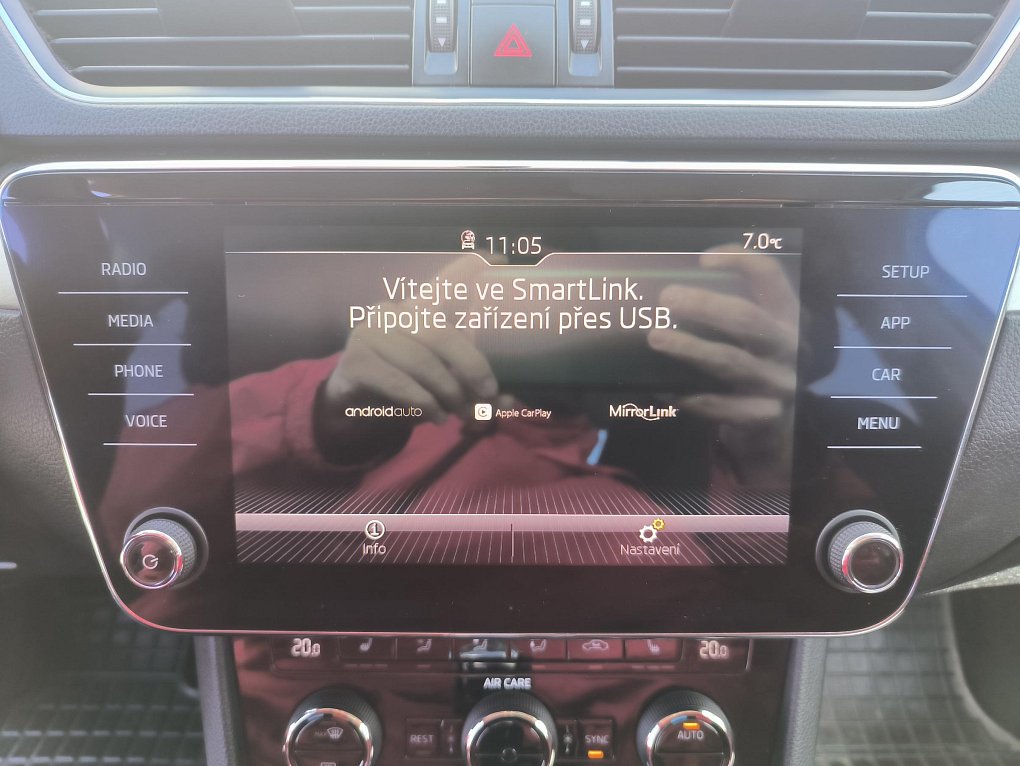 11:05
7.0°C
RADIO
MEDIA
PHONE
VOICE
Vítejte ve SmartLink.
Připojte zařízení přes USB.
androidauto
Apple CarPlay
MirrorLink
Info
Nastavení
SETUP
APP
CAR
MENU
20.0
20.0
AIR CARE
MAX
REST
SYNC
AUTO